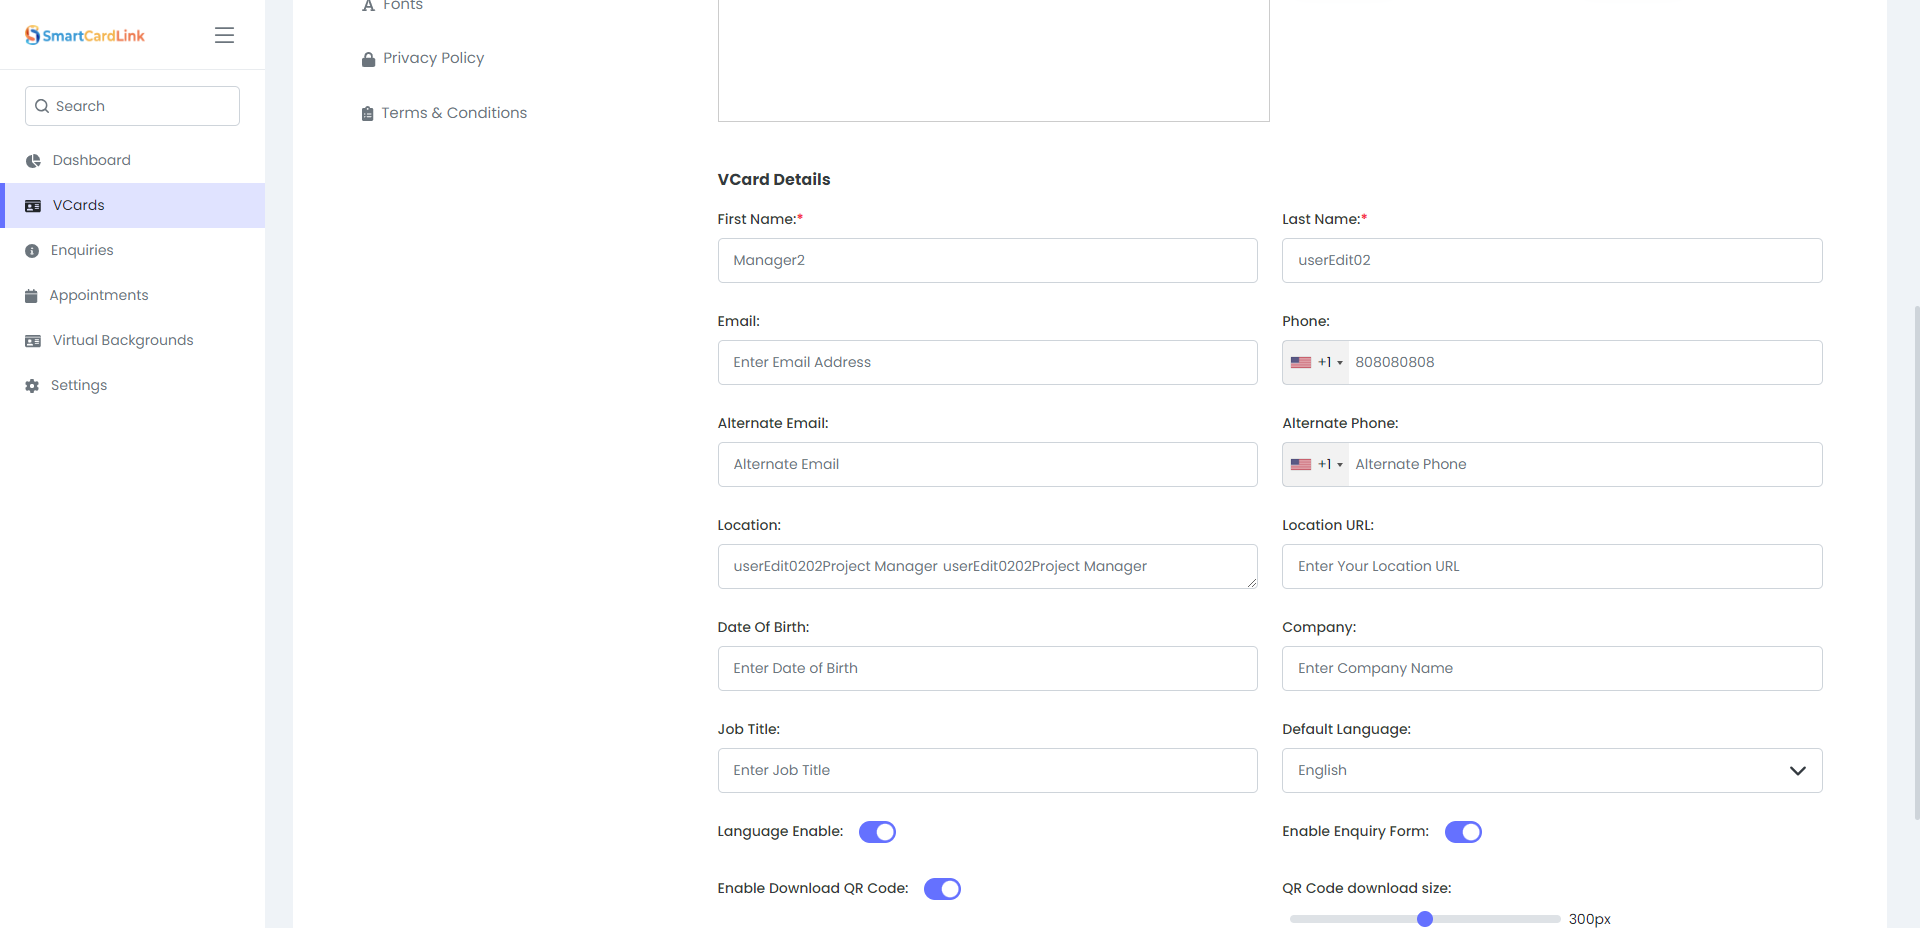 SmartCardLink
Search
Dashboard
VCards
Enquiries
Appointments
Virtual Backgrounds
Settings
Fonts
Privacy Policy
Terms & Conditions
VCard Details
First Name:*
Last Name:*
Manager2
userEdit02
Email:
Phone:
Enter Email Address
+1
808080808
Alternate Email:
Alternate Phone:
Alternate Email
+1
Alternate Phone
Location:
Location URL:
userEdit0202Project Manager userEdit0202Project Manager
Enter Your Location URL
Date Of Birth:
Company:
Enter Date of Birth
Enter Company Name
Job Title:
Default Language:
Enter Job Title
English
Language Enable:
Enable Enquiry Form:
Enable Download QR Code:
QR Code download size:
300px